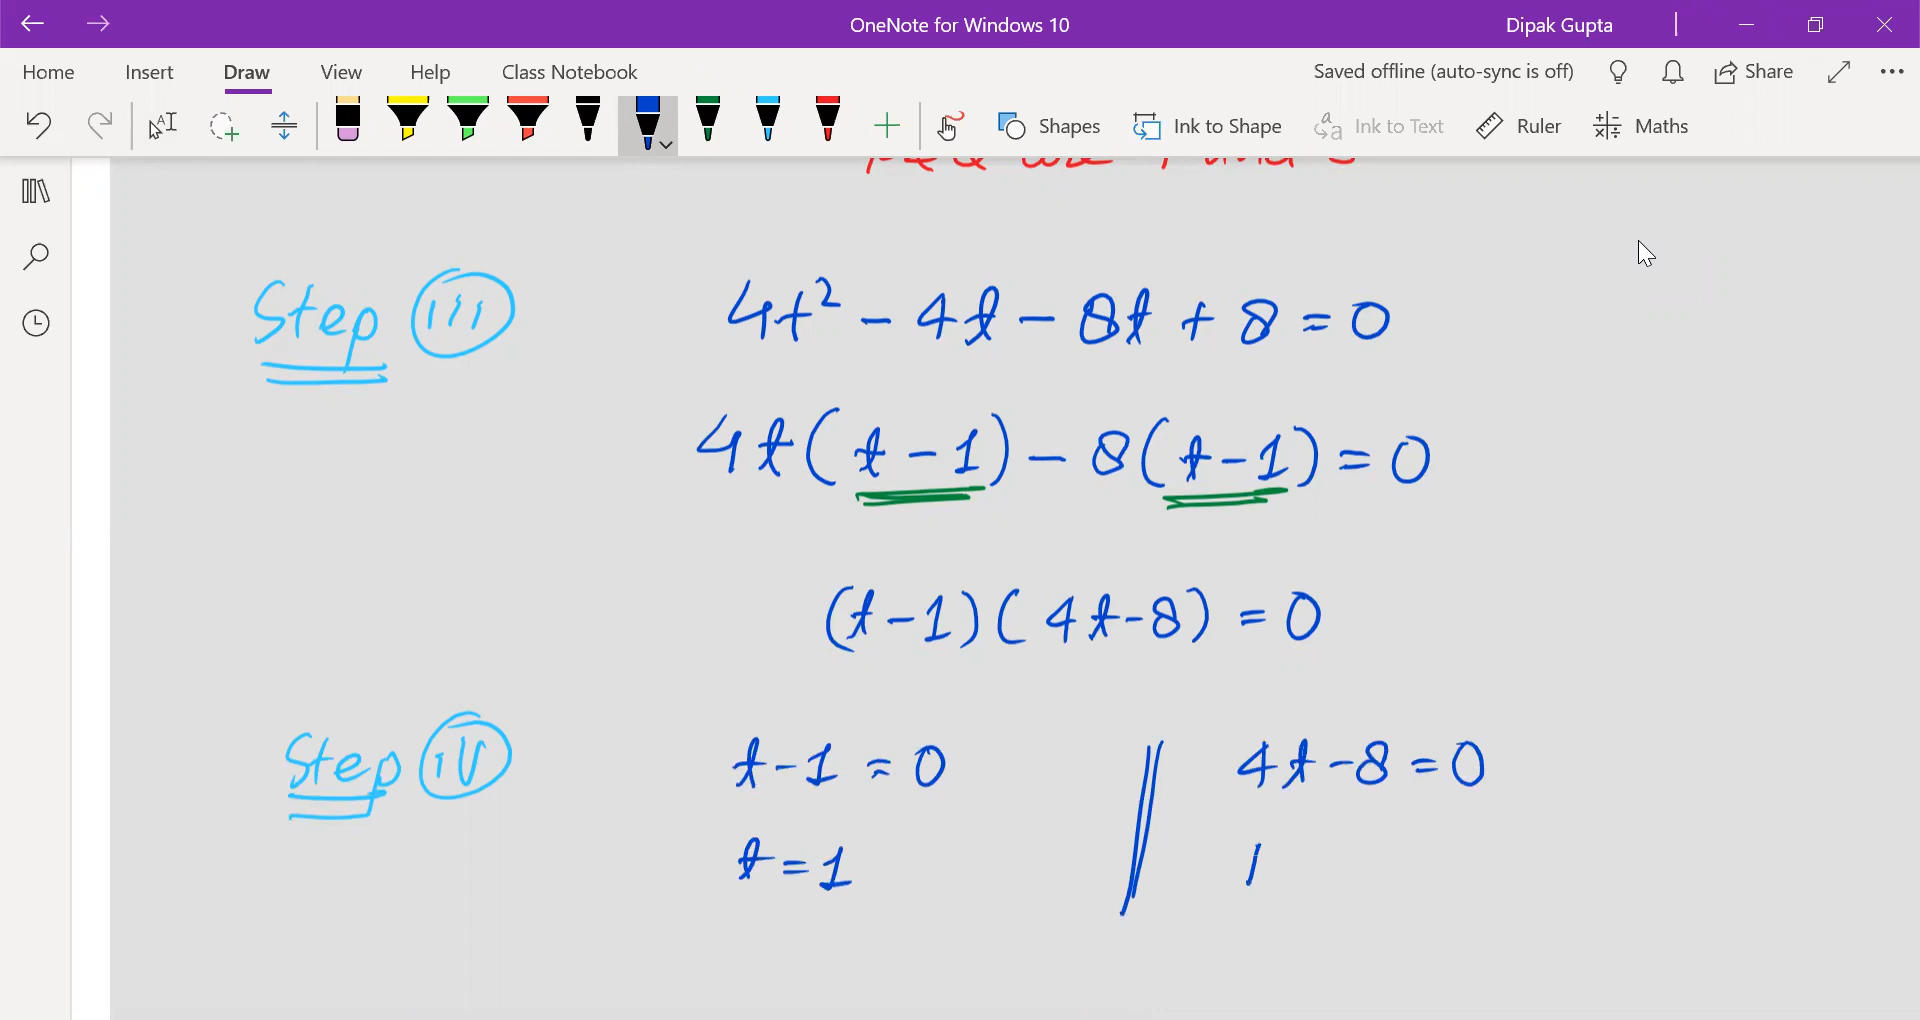 OneNote for Windows 10
Dipak Gupta
Home Insert Draw View Help Class Notebook
Saved offline (auto-sync is off) Share
Shapes Ink to Shape Ink to Text Ruler Maths
Step (iii)
4t² - 4t - 8t + 8 = 0
4t(t - 1) - 8(t - 1) = 0
(t - 1)(4t - 8) = 0
Step (iv)
t - 1 = 0
4t - 8 = 0
t = 1